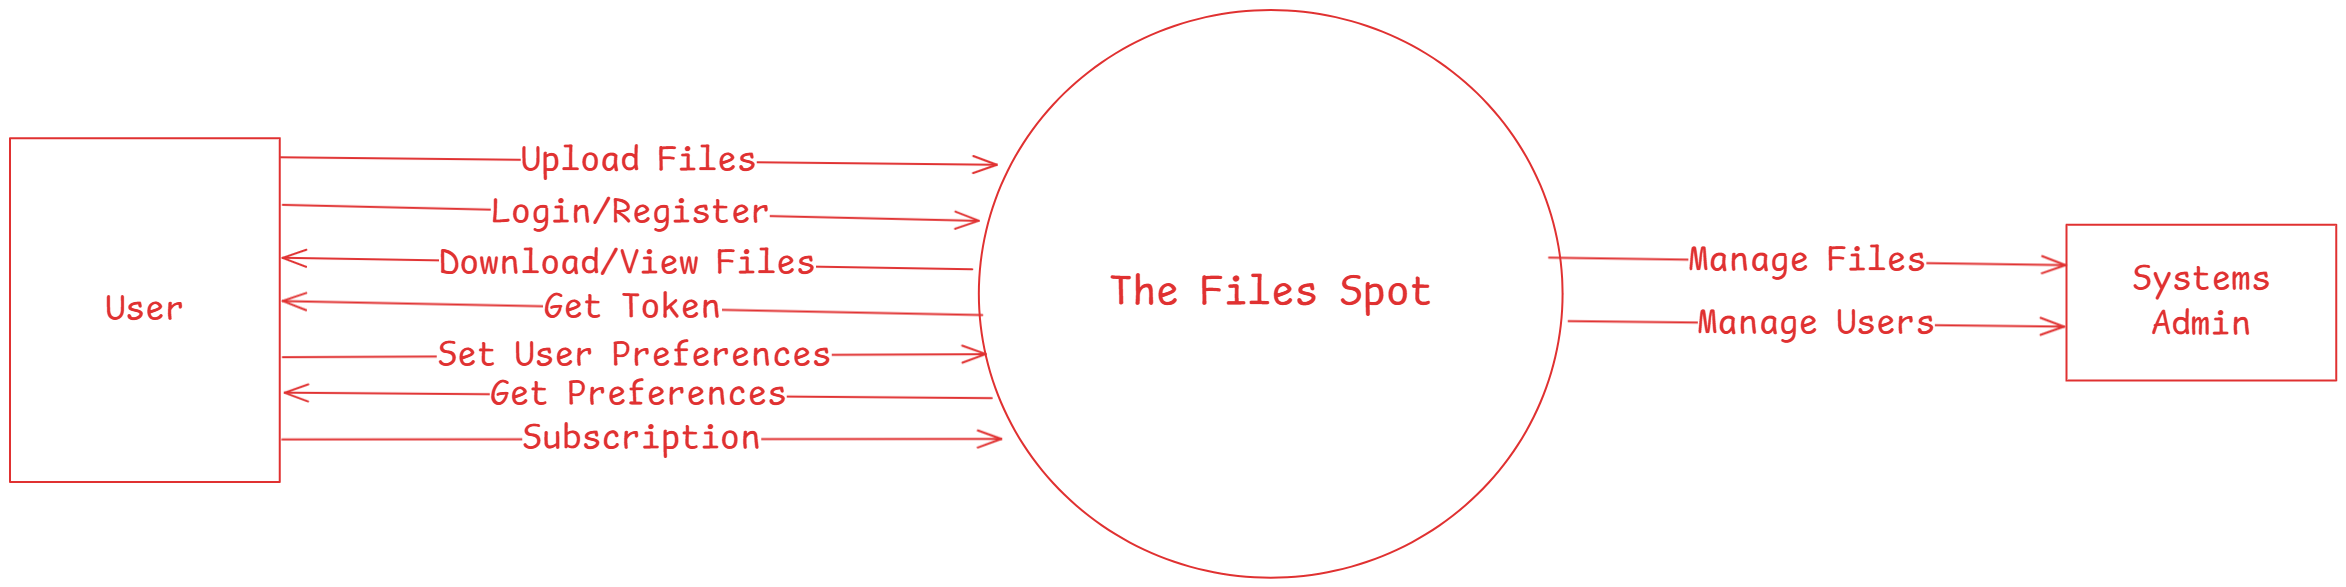 User
Upload Files
Login/Register
Download/View Files
Get Token
Set User Preferences
Get Preferences
Subscription
The Files Spot
Manage Files
Manage Users
Systems
Admin